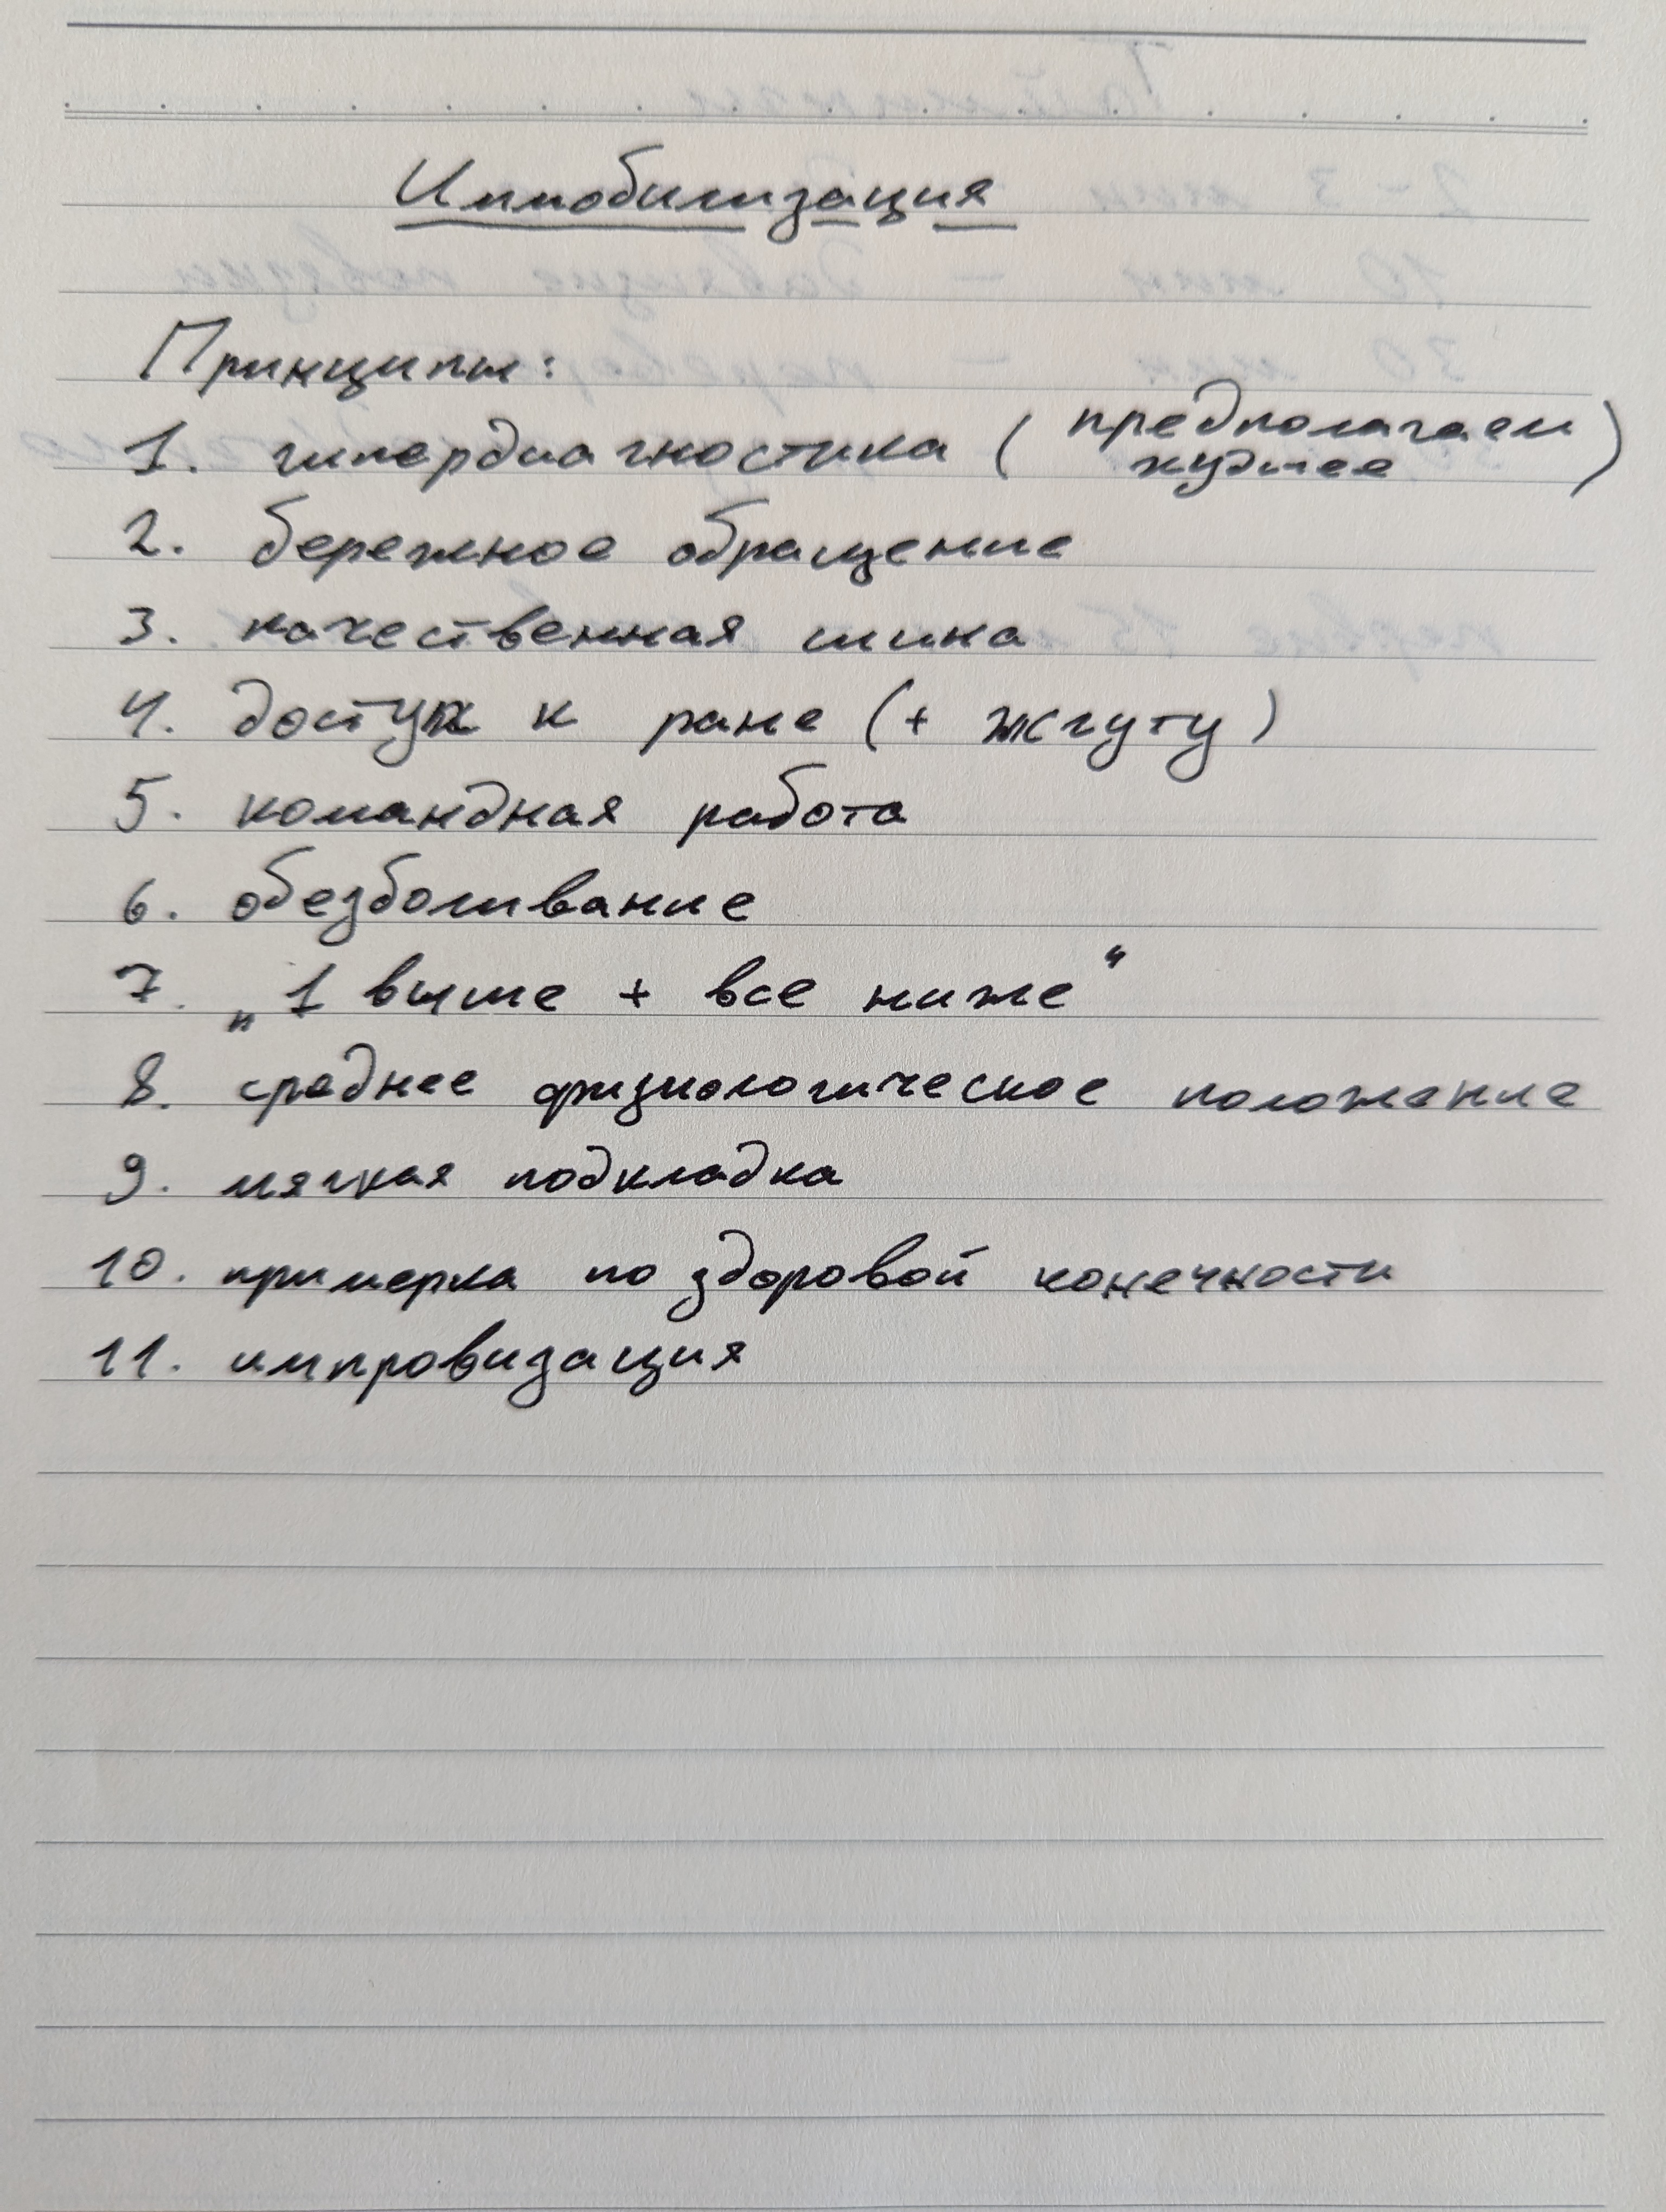 Иммобилизация
Принципы:
1. гипердиагностика (предполагаем
худшее)
2. бережное обращение
3. качественная шина
4. доступ к ране (+ жгуту)
5. командная работа
6. обезболивание
7. „1 выше + все ниже“
8. среднее физиологическое положение
9. мягкая подкладка
10. примерка по здоровой конечности
11. импровизация